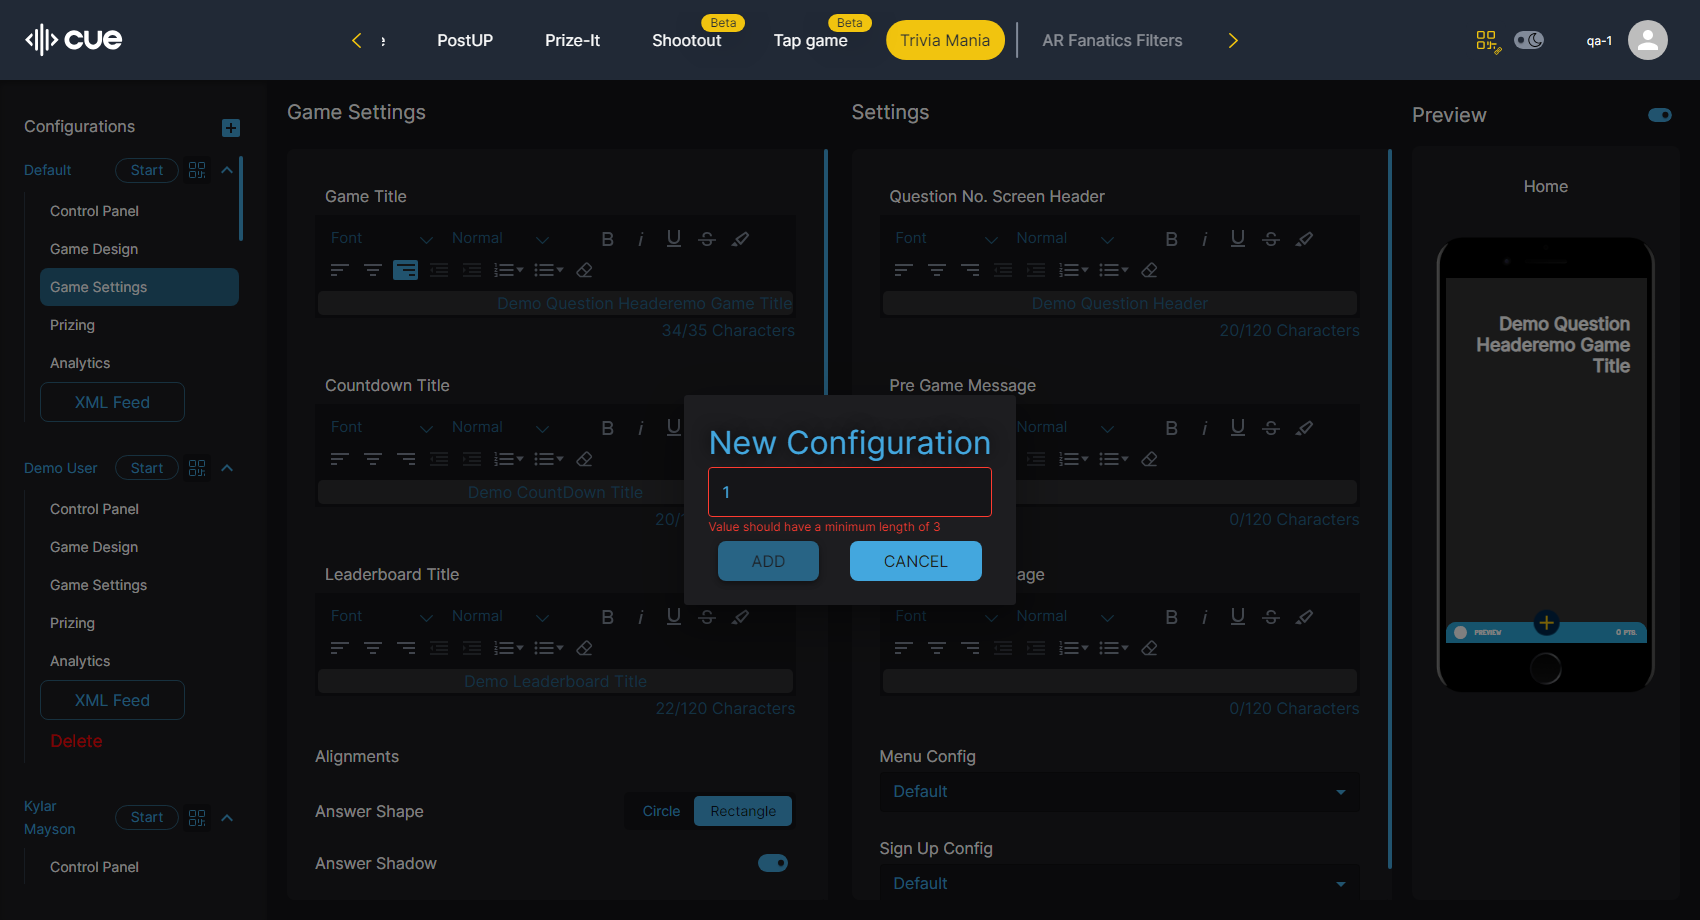 cue
e
PostUP
Prize-It
Shootout
Beta
Tap game
Beta
Trivia Mania
AR Fanatics Filters
qa-1
Configurations
Default
Start
Control Panel
Game Design
Game Settings
Prizing
Analytics
XML Feed
Demo User
Start
Control Panel
Game Design
Game Settings
Prizing
Analytics
XML Feed
Delete
Kylar
Mayson
Start
Control Panel
Game Settings
Game Title
Font
Normal
Demo Question Headeremo Game Title
34/35 Characters
Countdown Title
Font
Normal
Demo CountDown Title
20/1
Leaderboard Title
Font
Normal
Demo Leaderboard Title
22/120 Characters
Alignments
Answer Shape
Circle
Rectangle
Answer Shadow
Settings
Question No. Screen Header
Font
Normal
Demo Question Header
20/120 Characters
Pre Game Message
Normal
0/120 Characters
age
Font
Normal
0/120 Characters
Menu Config
Default
Sign Up Config
Default
New Configuration
1
Value should have a minimum length of 3
ADD
CANCEL
Preview
Home
Demo Question
Headeremo Game
Title
PREVIEW
0 PTS.